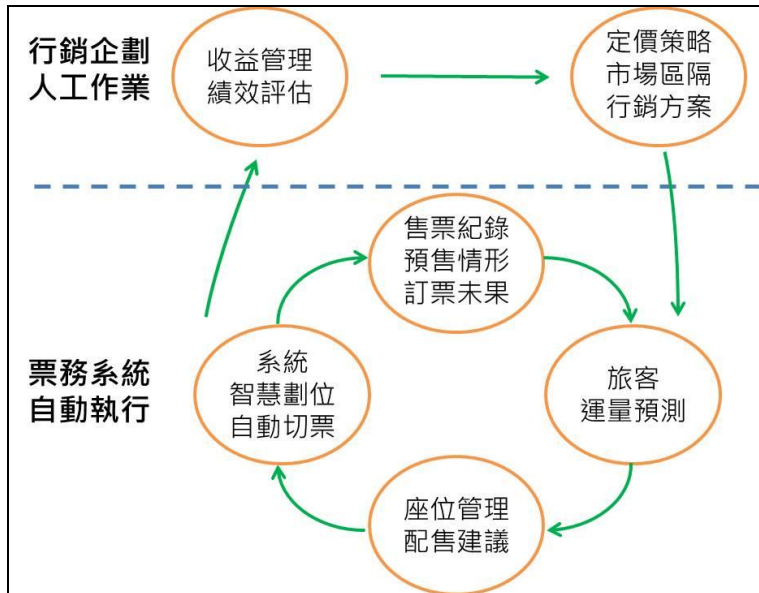 行銷企劃
人工作業
收益管理
績效評估
定價策略
市場區隔
行銷方案
售票紀錄
預售情形
訂票未果
票務系統
自動執行
系統
智慧劃位
自動切票
旅客
運量預測
座位管理
配售建議